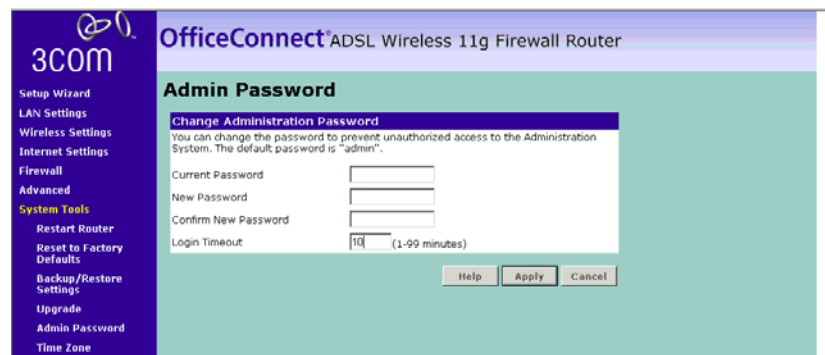 3COM
OfficeConnect® ADSL Wireless 11g Firewall Router
Setup Wizard
LAN Settings
Wireless Settings
Internet Settings
Firewall
Advanced
System Tools
Restart Router
Reset to Factory
Defaults
Backup/Restore
Settings
Upgrade
Admin Password
Time Zone
Admin Password
Change Administration Password
You can change the password to prevent unauthorized access to the Administration
System. The default password is "admin".
Current Password
New Password
Confirm New Password
Login Timeout 10 (1-99 minutes)
Help Apply Cancel